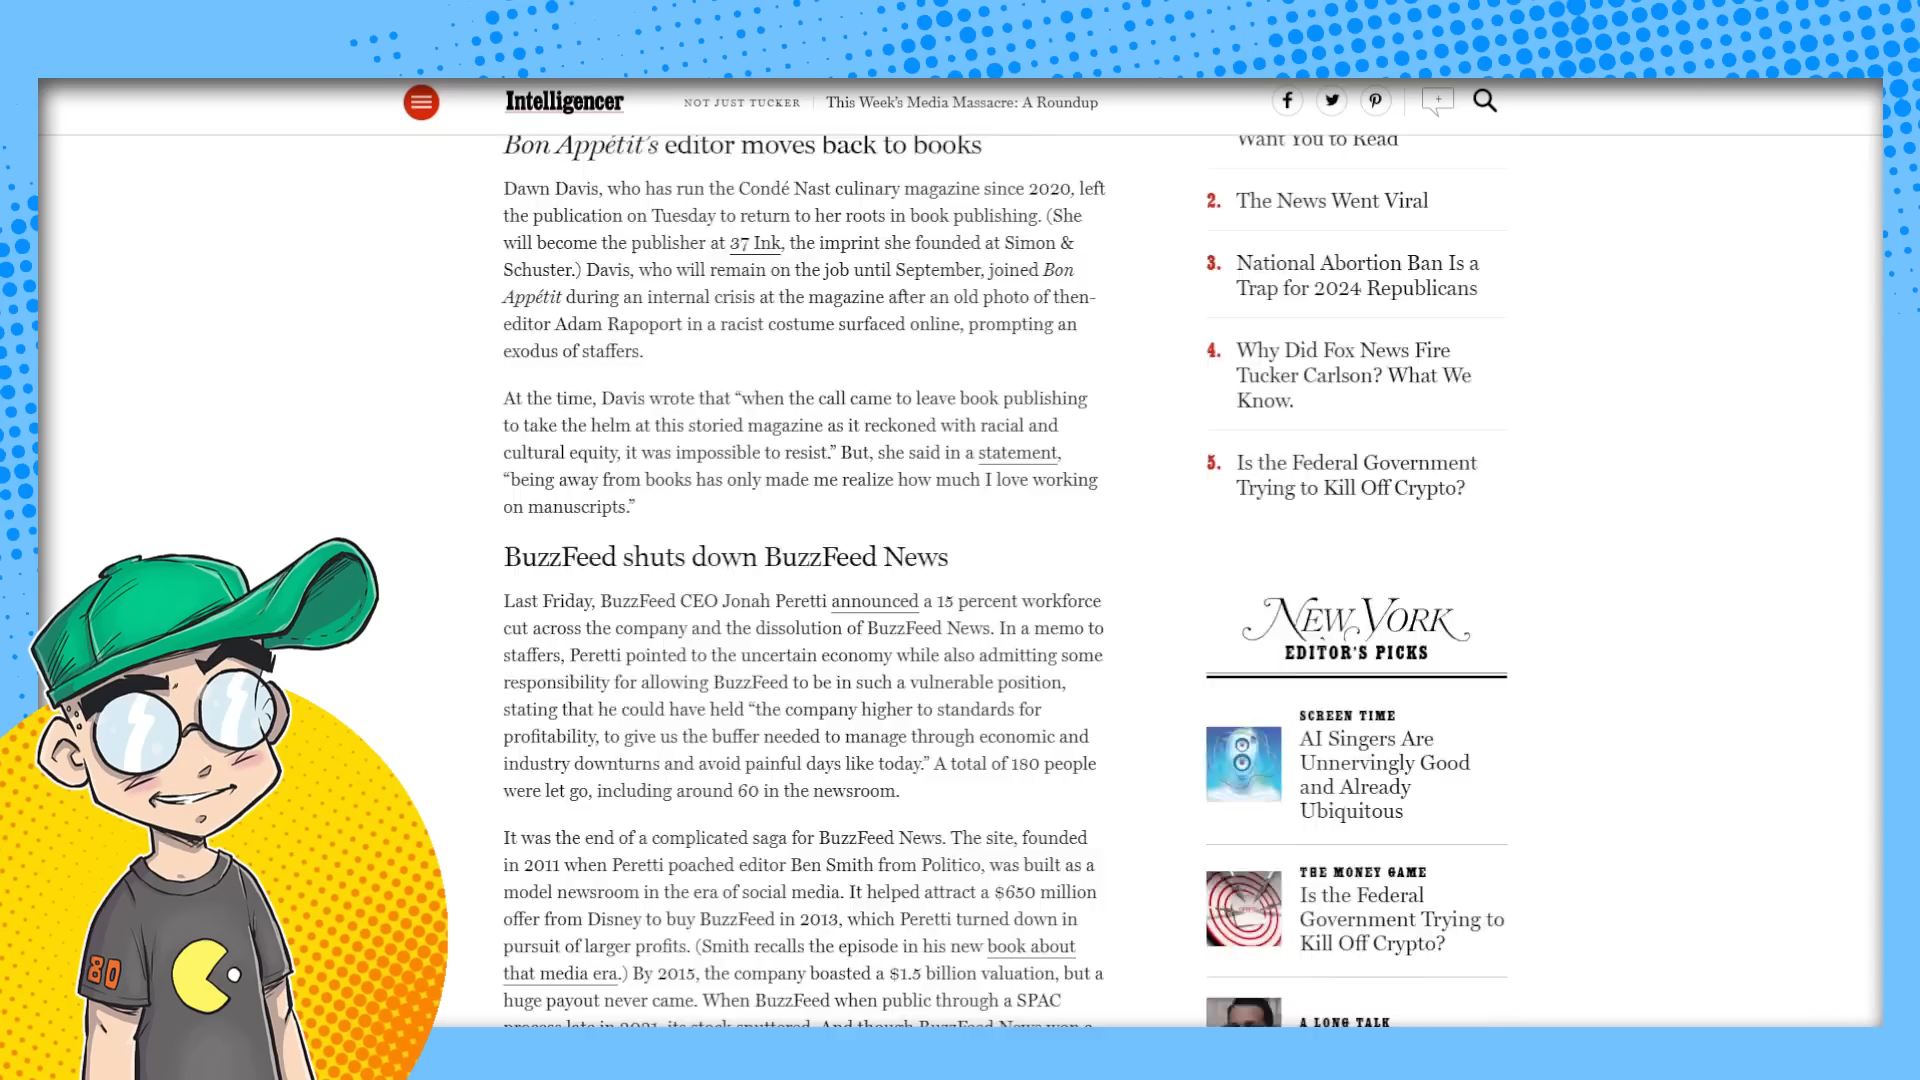 Intelligencer
NOT JUST TUCKER
This Week's Media Massacre: A Roundup
Bon Appétit's editor moves back to books
Dawn Davis, who has run the Condé Nast culinary magazine since 2020, left
the publication on Tuesday to return to her roots in book publishing. (She
will become the publisher at 37 Ink, the imprint she founded at Simon &
Schuster.) Davis, who will remain on the job until September, joined Bon
Appétit during an internal crisis at the magazine after an old photo of then-
editor Adam Rapoport in a racist costume surfaced online, prompting an
exodus of staffers.
At the time, Davis wrote that “when the call came to leave book publishing
to take the helm at this storied magazine as it reckoned with racial and
cultural equity, it was impossible to resist.” But, she said in a statement,
“being away from books has only made me realize how much I love working
on manuscripts.”
BuzzFeed shuts down BuzzFeed News
Last Friday, BuzzFeed CEO Jonah Peretti announced a 15 percent workforce
cut across the company and the dissolution of BuzzFeed News. In a memo to
staffers, Peretti pointed to the uncertain economy while also admitting some
responsibility for allowing BuzzFeed to be in such a vulnerable position,
stating that he could have held “the company higher to standards for
profitability, to give us the buffer needed to manage through economic and
industry downturns and avoid painful days like today.” A total of 180 people
were let go, including around 60 in the newsroom.
It was the end of a complicated saga for BuzzFeed News. The site, founded
in 2011 when Peretti poached editor Ben Smith from Politico, was built as a
model newsroom in the era of social media. It helped attract a $650 million
offer from Disney to buy BuzzFeed in 2013, which Peretti turned down in
pursuit of larger profits. (Smith recalls the episode in his new book about
that media era.) By 2015, the company boasted a $1.5 billion valuation, but a
huge payout never came. When BuzzFeed when public through a SPAC
process late in 2021, its stock sputtered. And though BuzzFeed News won a
Want You to Read
2. The News Went Viral
3. National Abortion Ban Is a
Trap for 2024 Republicans
4. Why Did Fox News Fire
Tucker Carlson? What We
Know.
5. Is the Federal Government
Trying to Kill Off Crypto?
NEW YORK
EDITOR'S PICKS
SCREEN TIME
AI Singers Are
Unnervingly Good
and Already
Ubiquitous
THE MONEY GAME
Is the Federal
Government Trying to
Kill Off Crypto?
A LONG TALK
80